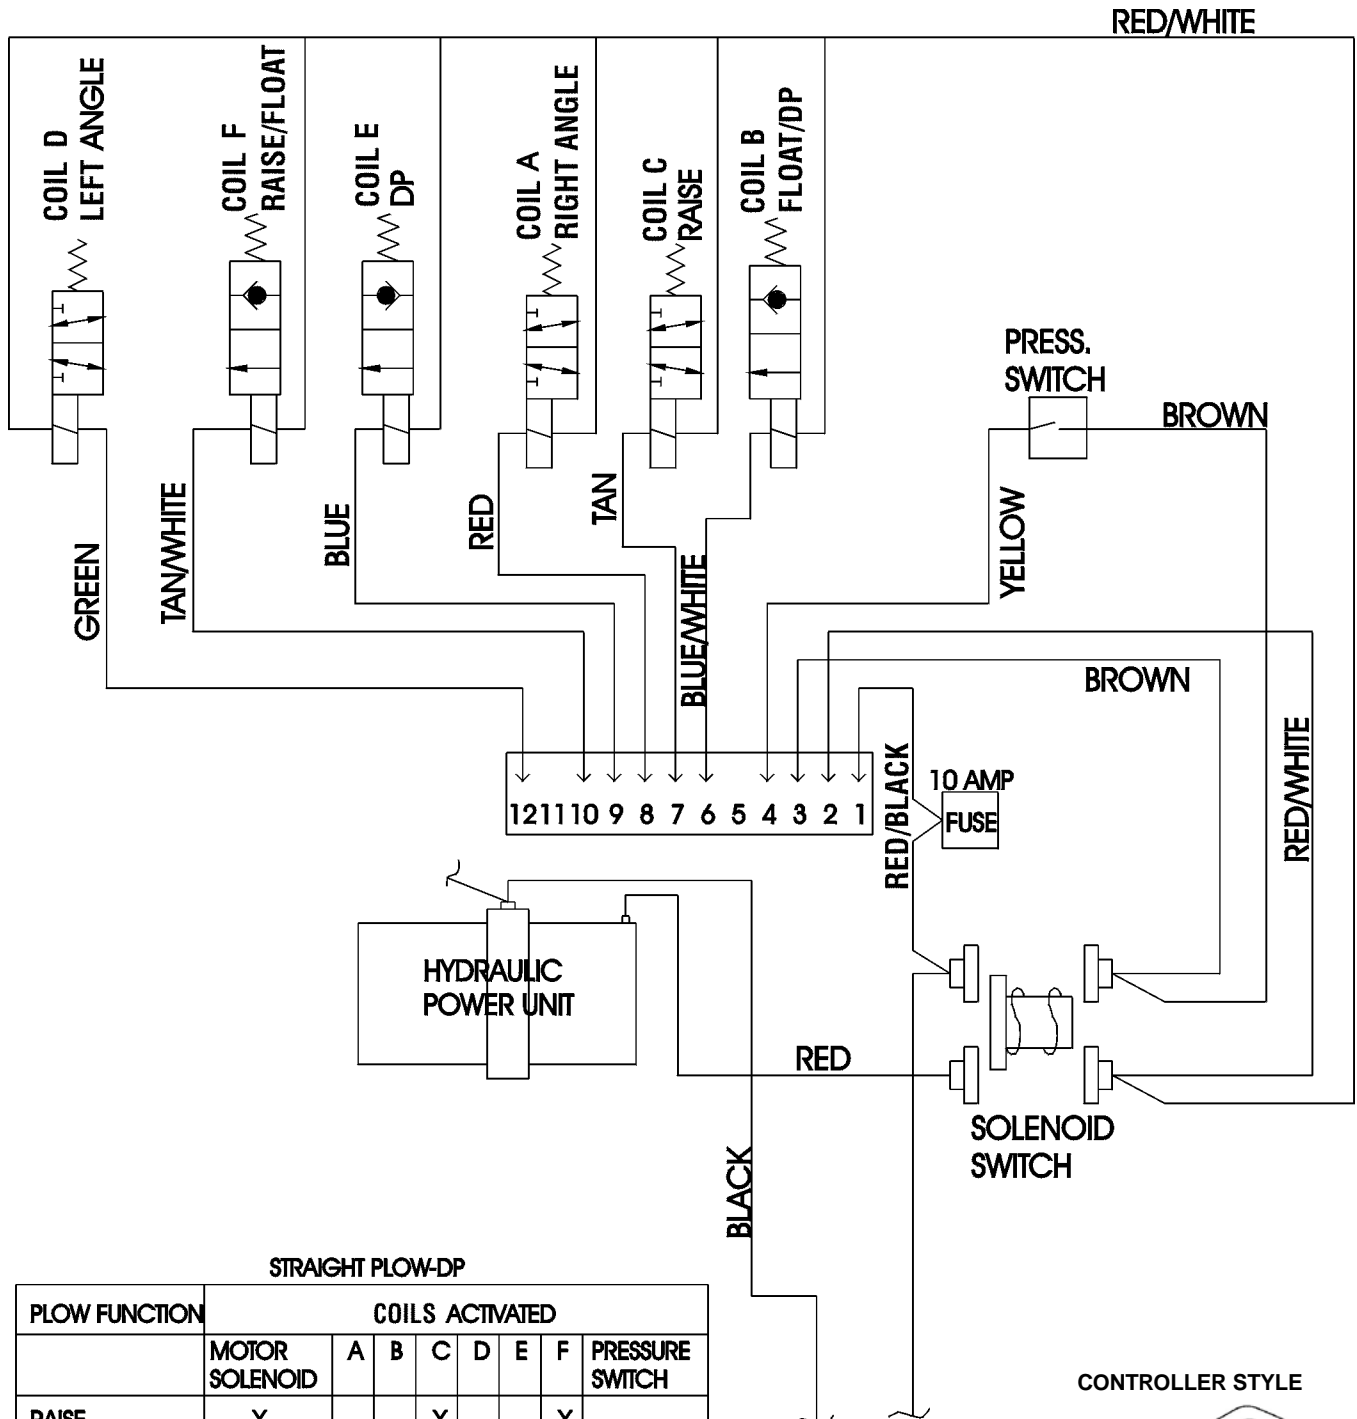 RED/WHITE
COIL D
LEFT ANGLE
COIL F
RAISE/FLOAT
COIL E
DP
COIL A
RIGHT ANGLE
COIL C
RAISE
COIL B
FLOAT/DP
PRESS.
SWITCH
BROWN
GREEN
TAN/WHITE
BLUE
RED
TAN
BLUE/WHITE
YELLOW
BROWN
RED/WHITE
RED/BLACK
10 AMP
FUSE
12 11 10 9 8 7 6 5 4 3 2 1
HYDRAULIC
POWER UNIT
RED
SOLENOID
SWITCH
BLACK
STRAIGHT PLOW-DP
PLOW FUNCTION COILS ACTIVATED
MOTOR SOLENOID A B C D E F PRESSURE SWITCH
RAISE X X X
CONTROLLER STYLE